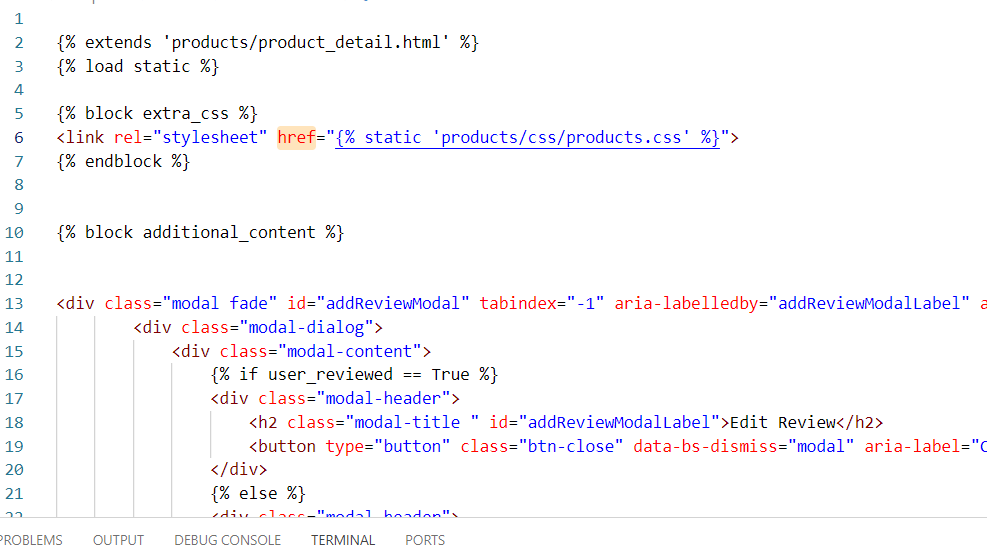 1
2 {% extends 'products/product_detail.html' %}
3 {% load static %}
4
5 {% block extra_css %}
6 <link rel="stylesheet" href="{% static 'products/css/products.css' %}">
7 {% endblock %}
8
9
10 {% block additional_content %}
11
12
13 <div class="modal fade" id="addReviewModal" tabindex="-1" aria-labelledby="addReviewModalLabel" a
14 <div class="modal-dialog">
15 <div class="modal-content">
16 {% if user_reviewed == True %}
17 <div class="modal-header">
18 <h2 class="modal-title " id="addReviewModalLabel">Edit Review</h2>
19 <button type="button" class="btn-close" data-bs-dismiss="modal" aria-label="C
20 </div>
21 {% else %}
22 <div class="modal-header">
PROBLEMS OUTPUT DEBUG CONSOLE TERMINAL PORTS